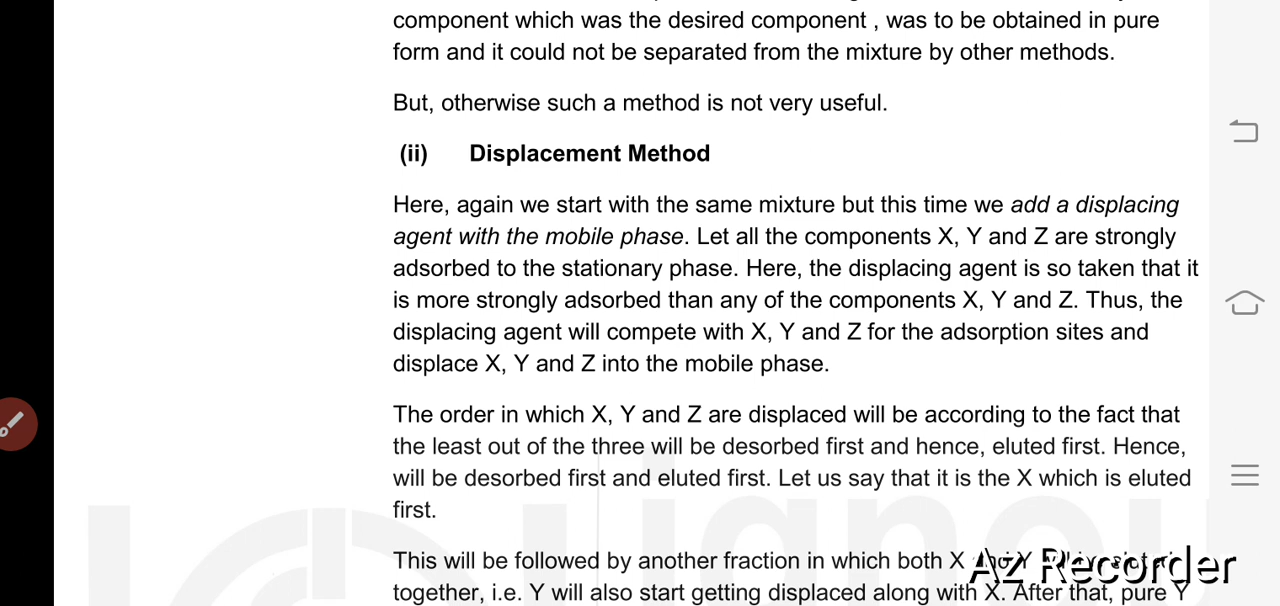 component which was the desired component , was to be obtained in pure
form and it could not be separated from the mixture by other methods.
But, otherwise such a method is not very useful.
(ii) Displacement Method
Here, again we start with the same mixture but this time we add a displacing
agent with the mobile phase. Let all the components X, Y and Z are strongly
adsorbed to the stationary phase. Here, the displacing agent is so taken that it
is more strongly adsorbed than any of the components X, Y and Z. Thus, the
displacing agent will compete with X, Y and Z for the adsorption sites and
displace X, Y and Z into the mobile phase.
The order in which X, Y and Z are displaced will be according to the fact that
the least out of the three will be desorbed first and hence, eluted first. Hence,
will be desorbed first and eluted first. Let us say that it is the X which is eluted
first.
This will be followed by another fraction in which both X
Az Recorder
together, i.e. Y will also start getting displaced along with X. After that, pure Y